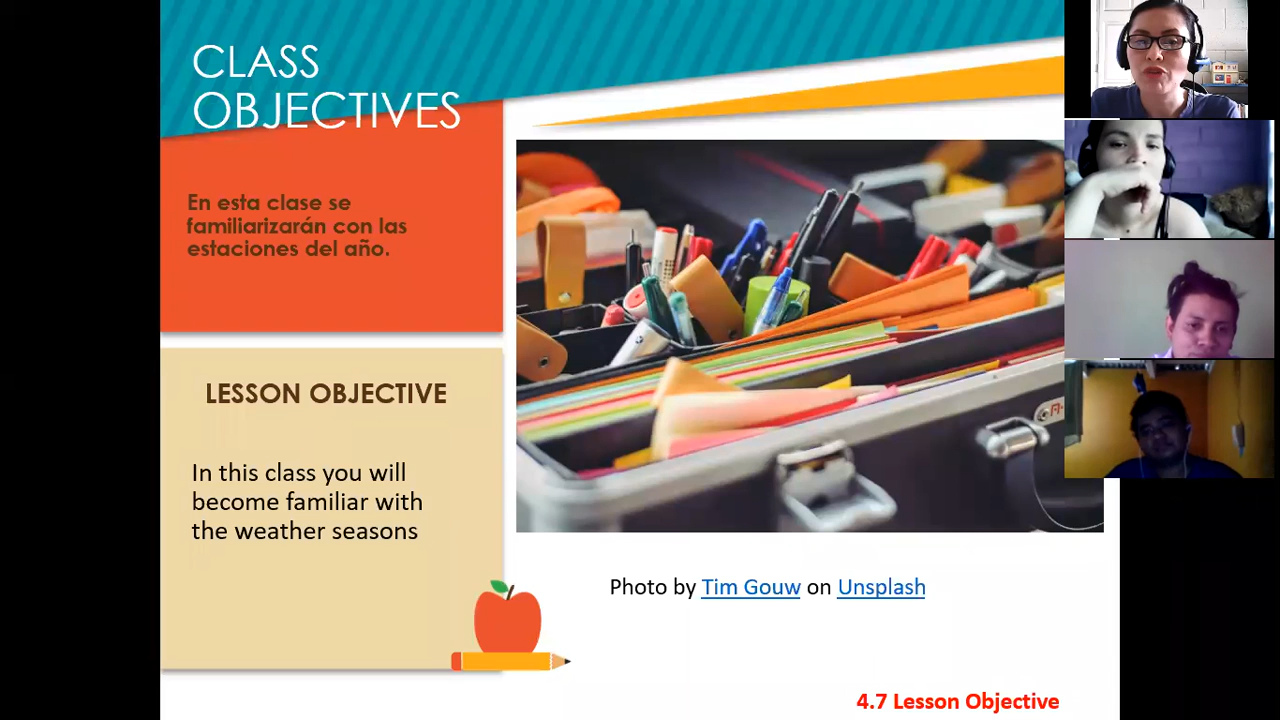 CLASS
OBJECTIVES
En esta clase se
familiarizarán con las
estaciones del año.
LESSON OBJECTIVE
In this class you will
become familiar with
the weather seasons
Photo by Tim Gouw on Unsplash
4.7 Lesson Objective